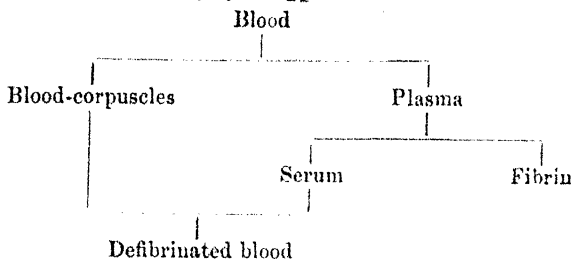 Blood
Blood-corpuscles Plasma
Serum Fibrin
Defibrinated blood